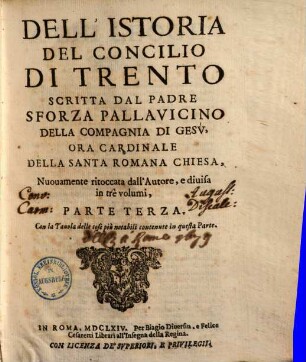 DELL' ISTORIA
DEL CONCILIO
DI TRENTO
SCRITTA DAL PADRE
SFORZA PALLAVICINO
DELLA COMPAGNIA DI GESV,
ORA CARDINALE
DELLA SANTA ROMANA CHIESA,
Nuouamente ritoccata dall'Autore, e diuisa
in trè volumi,
PARTE TERZA,
Con la Tauola delle cose più notabili contenute in questa Parte.
IN ROMA, MDCLXIV. Per Biagio Diuersin, e Felice
Cesaretti Librari all'Insegna della Regina.
CON LICENZA DE' SVPERIORI, E PRIVILEGII,